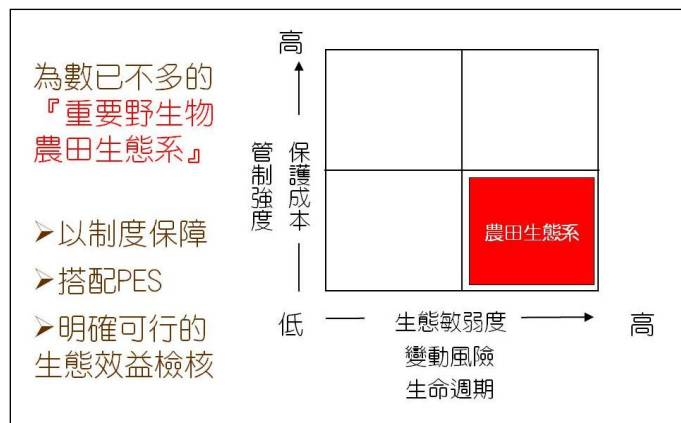 為數已不多的
『重要野生物
農田生態系』
➢以制度保障
➢搭配PES
➢明確可行的
生態效益檢核
高
保護成本
管制強度
農田生態系
低
生態敏弱度
高
變動風險
生命週期